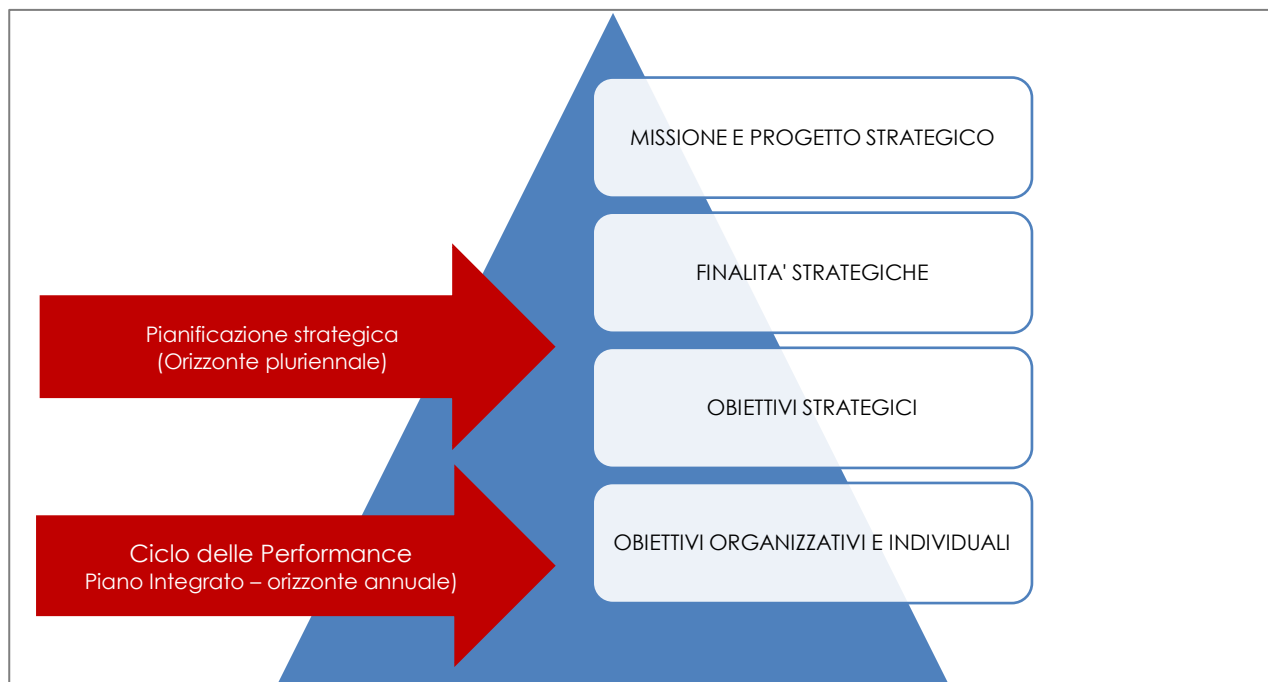 MISSIONE E PROGETTO STRATEGICO
FINALITA' STRATEGICHE
Pianificazione strategica
(Orizzonte pluriennale)
OBIETTIVI STRATEGICI
Ciclo delle Performance
Piano Integrato – orizzonte annuale)
OBIETTIVI ORGANIZZATIVI E INDIVIDUALI